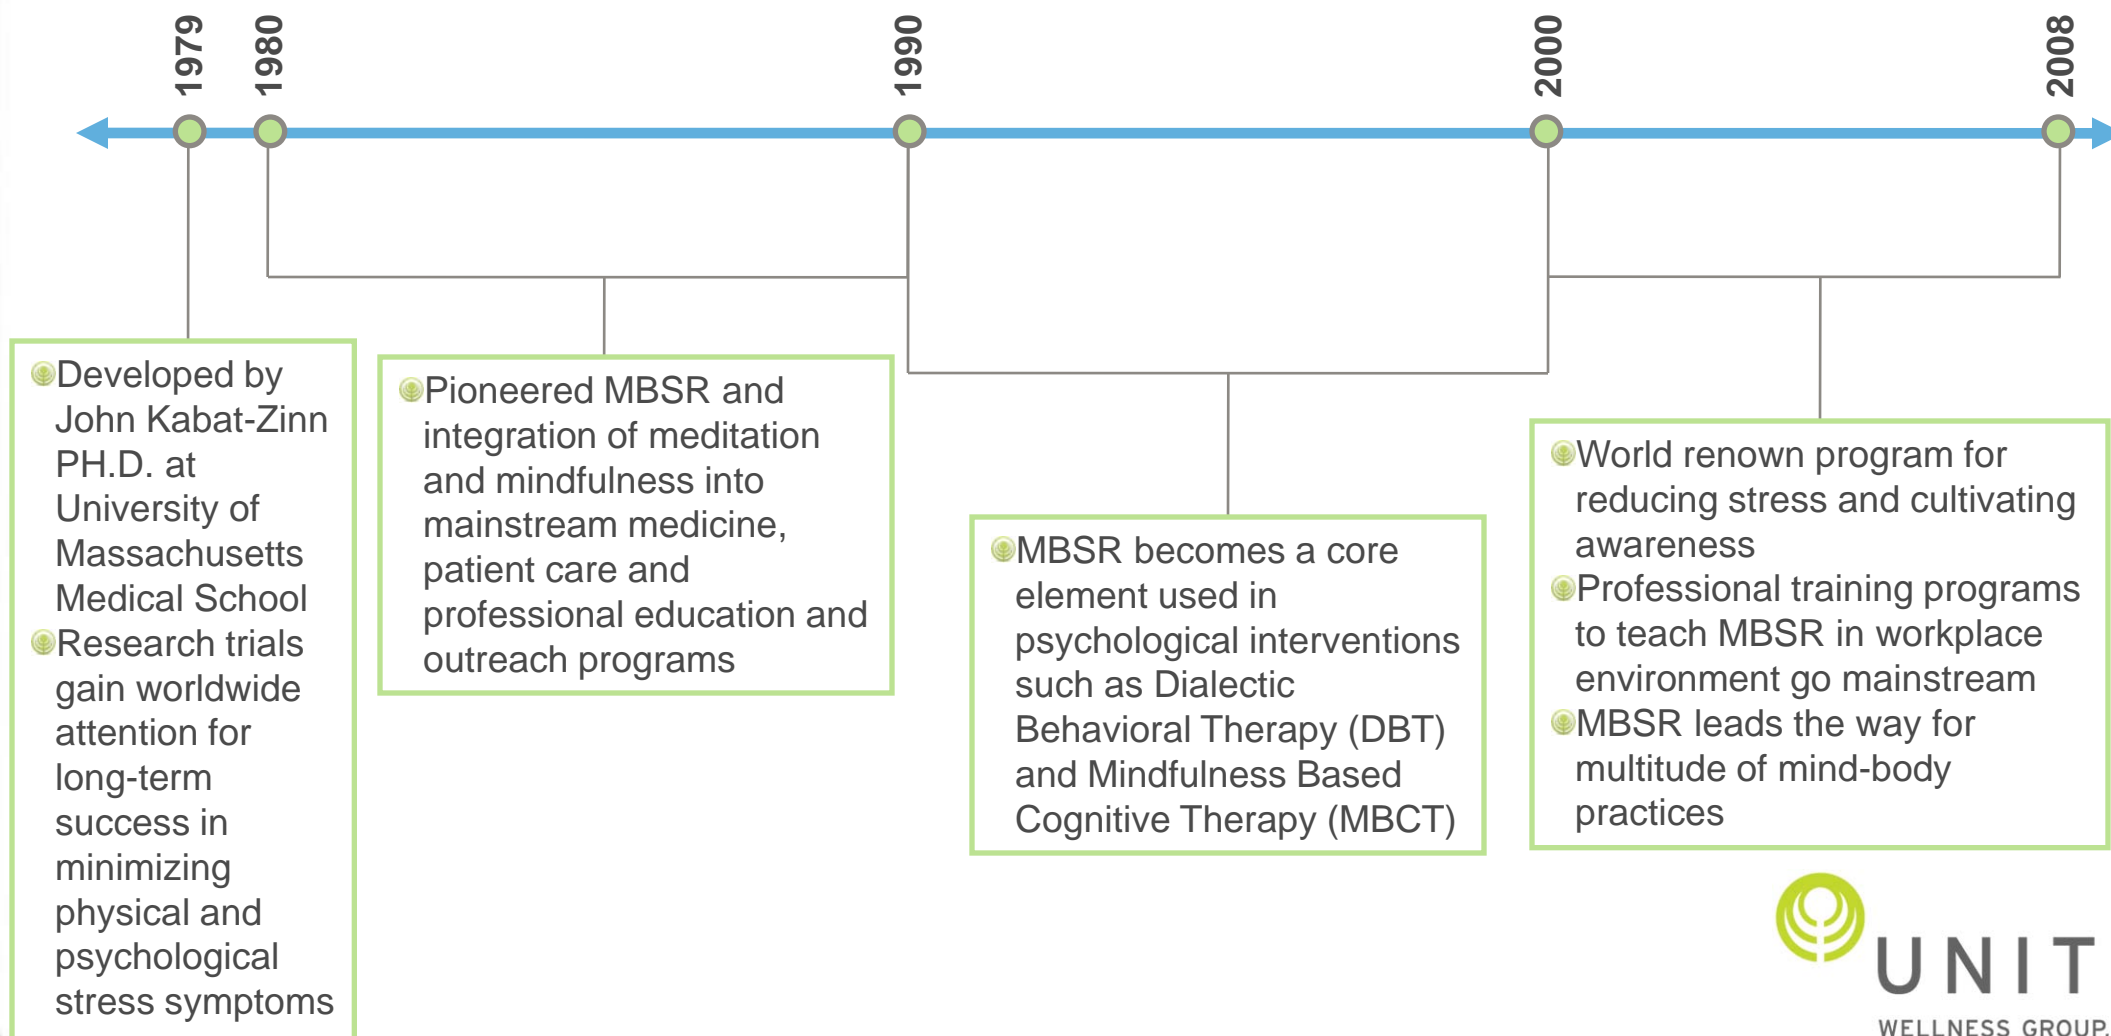 1979
1980
1990
2000
2008
Developed by
John Kabat-Zinn
PH.D. at
University of
Massachusetts
Medical School
Research trials
gain worldwide
attention for
long-term
success in
minimizing
physical and
psychological
stress symptoms
Pioneered MBSR and
integration of meditation
and mindfulness into
mainstream medicine,
patient care and
professional education and
outreach programs
MBSR becomes a core
element used in
psychological interventions
such as Dialectic
Behavioral Therapy (DBT)
and Mindfulness Based
Cognitive Therapy (MBCT)
World renown program for
reducing stress and cultivating
awareness
Professional training programs
to teach MBSR in workplace
environment go mainstream
MBSR leads the way for
multitude of mind-body
practices
UNIT
WELLNESS GROUP.